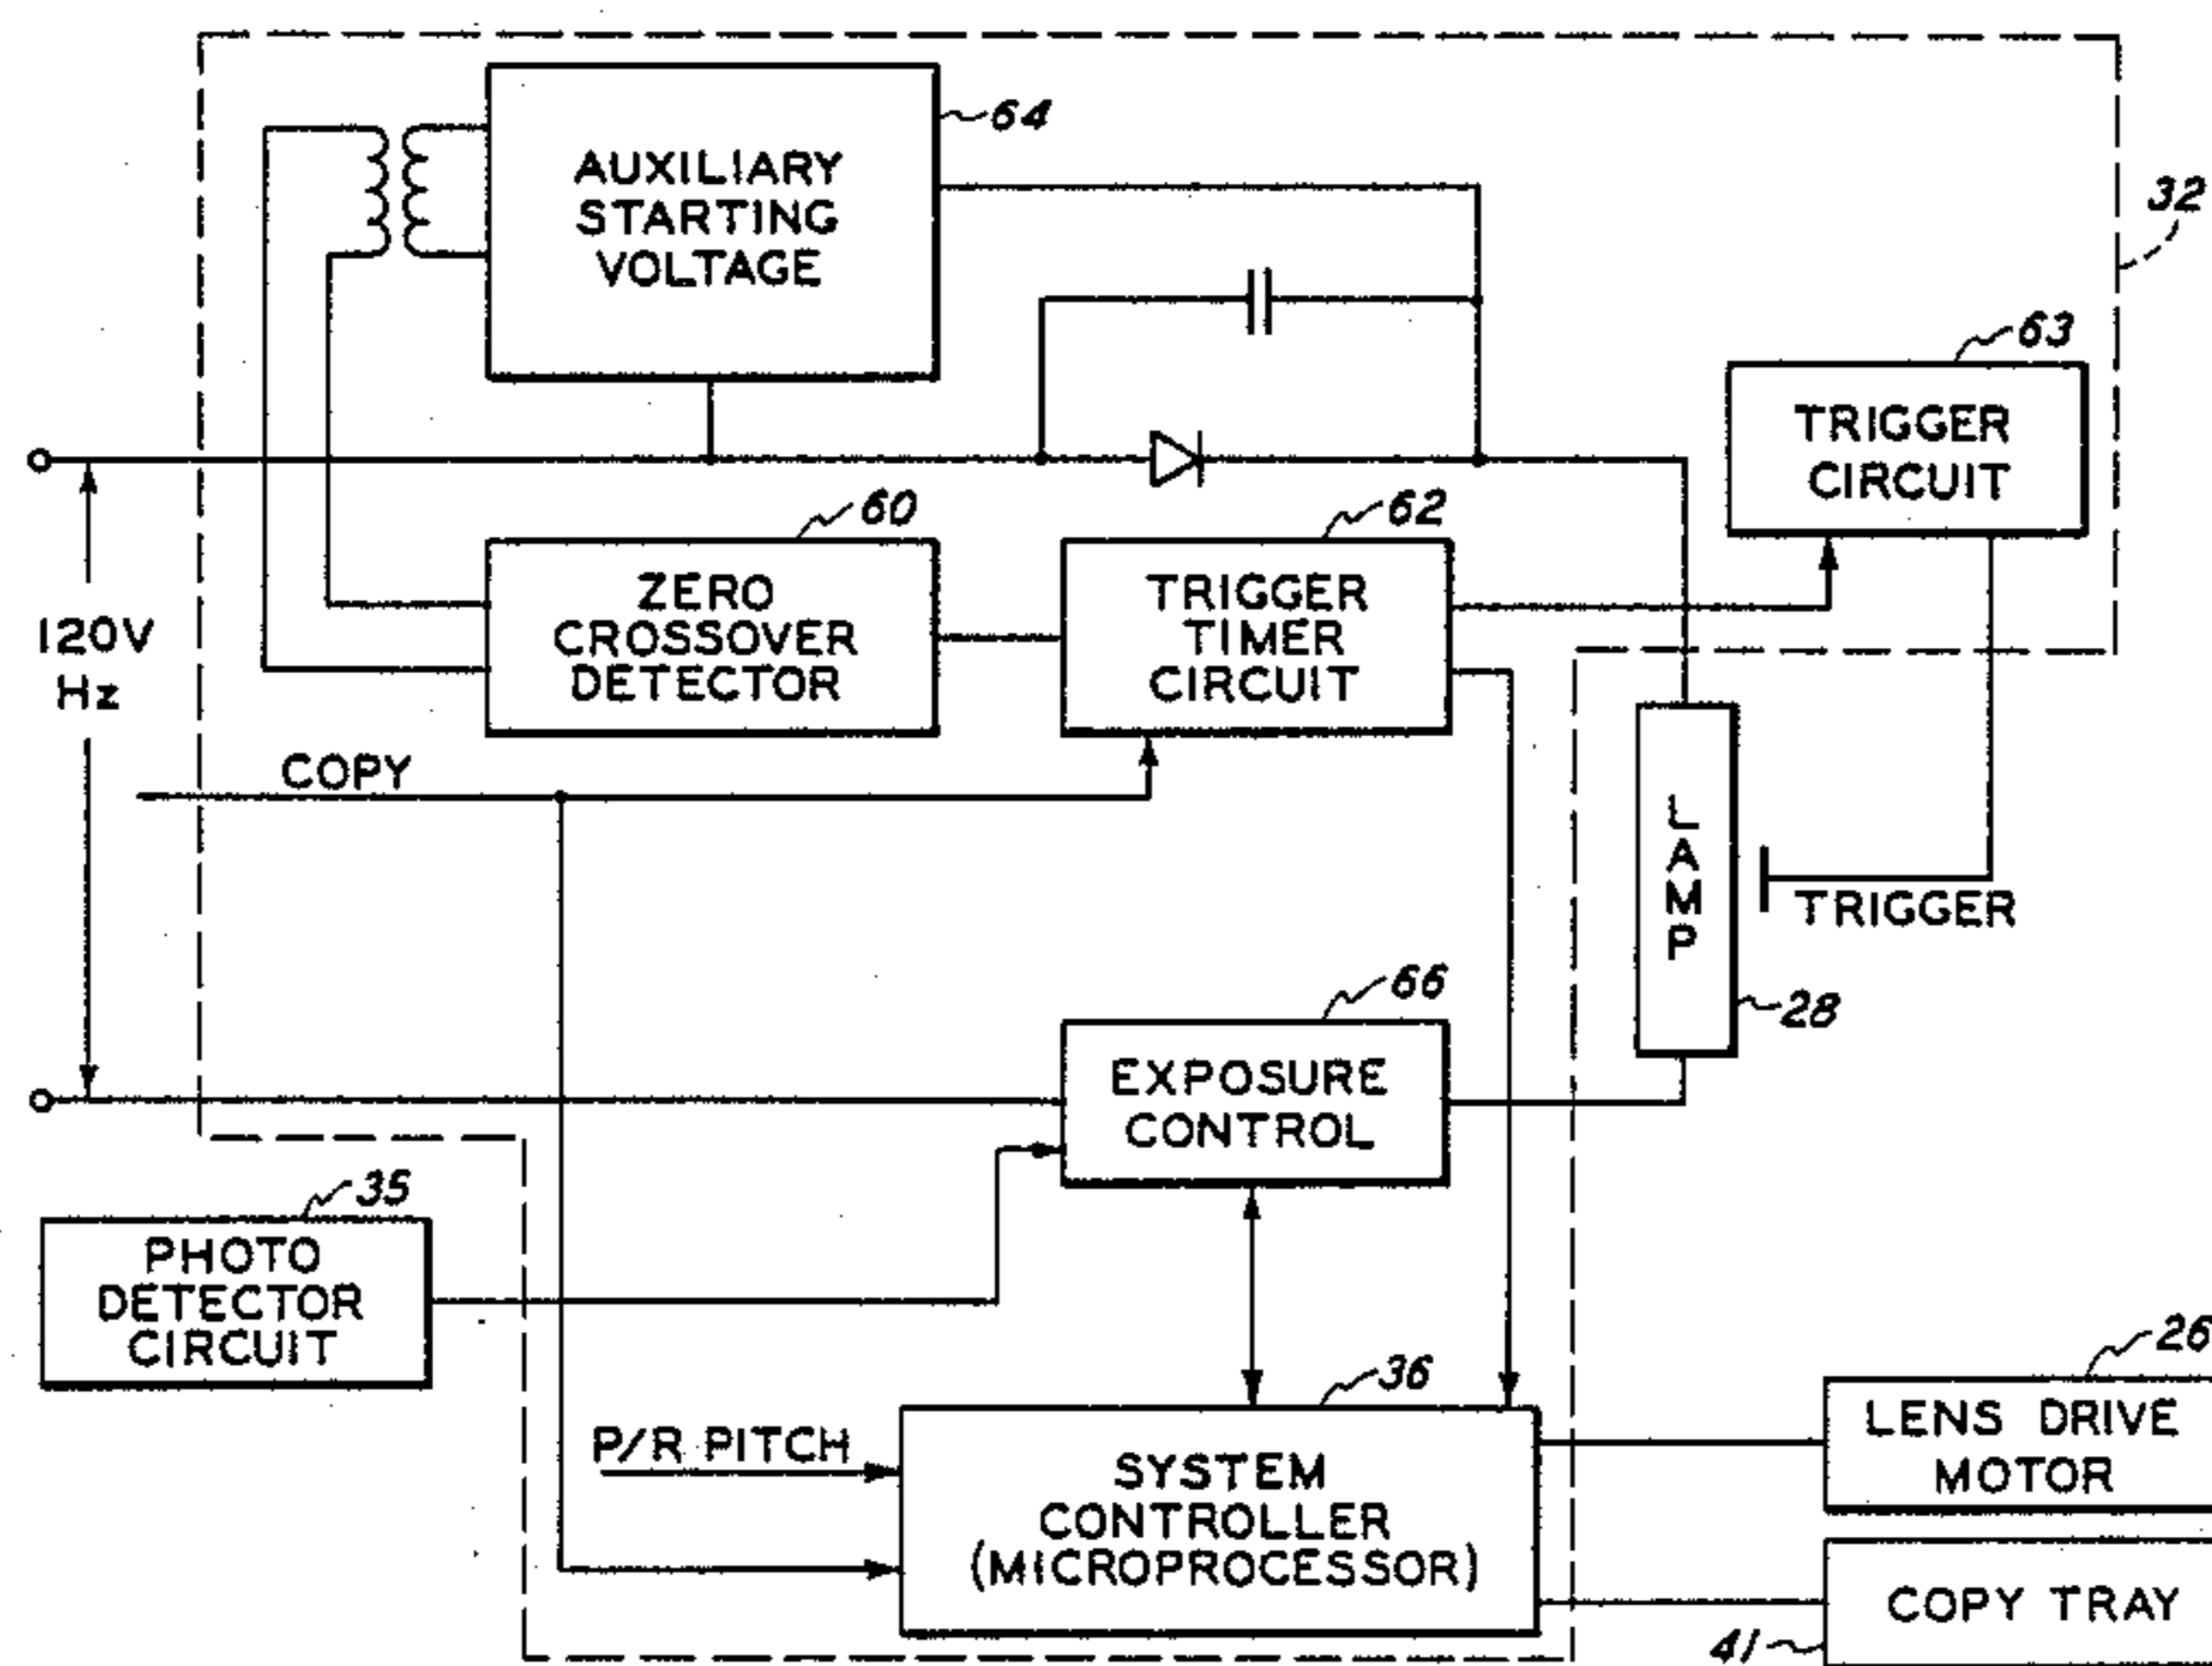 64
AUXILIARY
STARTING
VOLTAGE
32
63
TRIGGER
CIRCUIT
60
62
ZERO
CROSSOVER
DETECTOR
TRIGGER
TIMER
CIRCUIT
120V
Hz
COPY
LAMP
TRIGGER
28
66
EXPOSURE
CONTROL
35
PHOTO
DETECTOR
CIRCUIT
36
26
P/R PITCH
SYSTEM
CONTROLLER
(MICROPROCESSOR)
LENS DRIVE
MOTOR
COPY TRAY
41